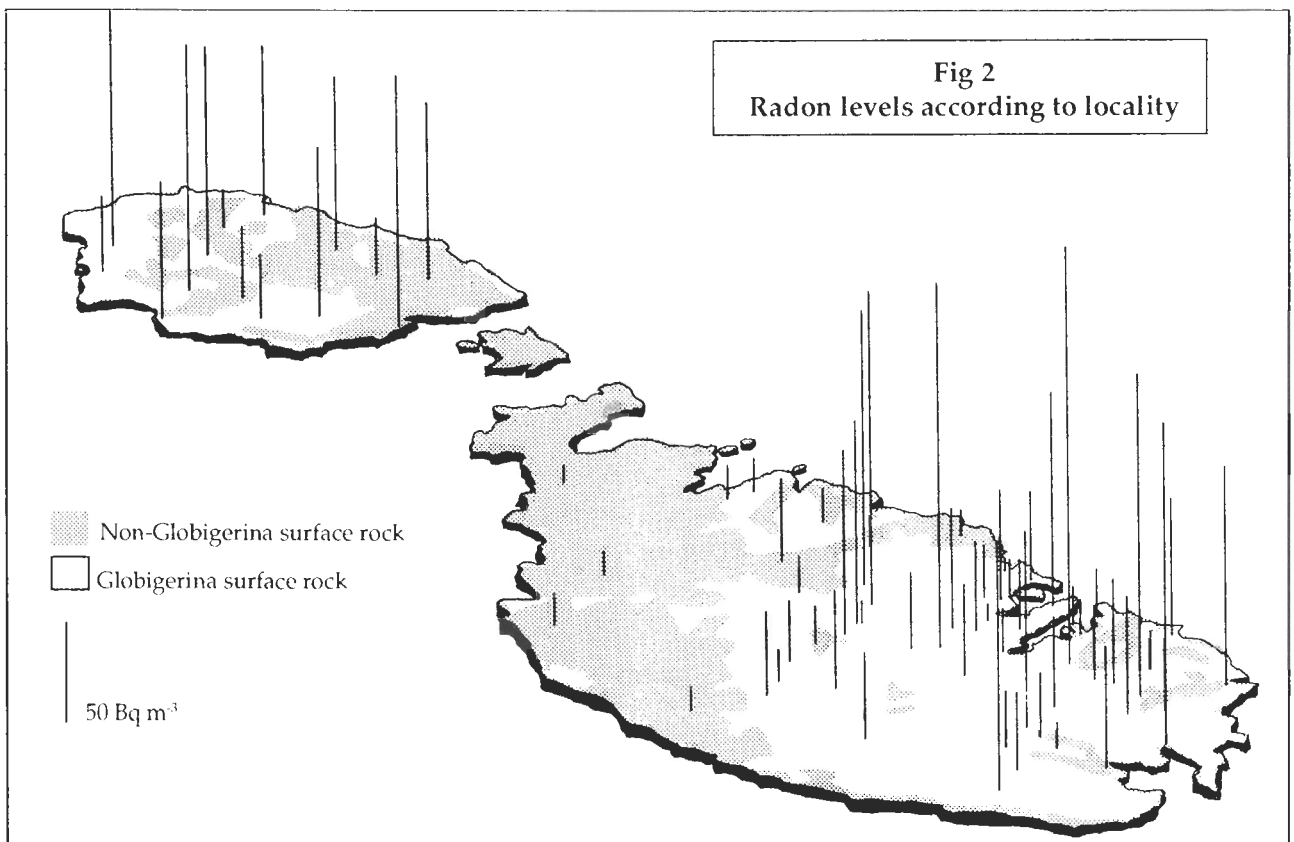 Fig 2
Radon levels according to locality
Non-Globigerina surface rock
Globigerina surface rock
50 Bq m⁻³